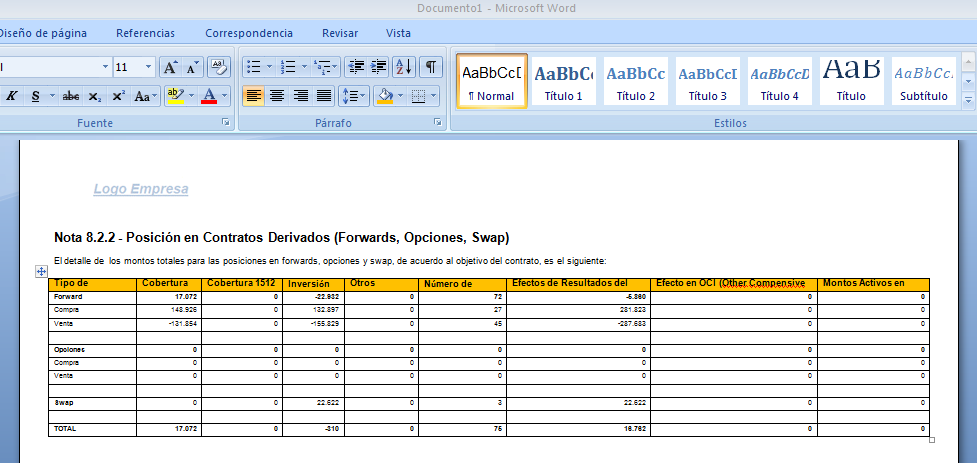 Documento1 - Microsoft Word
Diseño de página Referencias Correspondencia Revisar Vista
11 A A Aa
K S abc x₂ x² Aa ab A
AaBbCcI AaBbCc AaBbCc AaBbCcI AaBbCcD AaB AaBbCc.
¶ Normal Título 1 Título 2 Título 3 Título 4 Título Subtítulo
Fuente Párrafo Estilos
Logo Empresa
Nota 8.2.2 - Posición en Contratos Derivados (Forwards, Opciones, Swap)
El detalle de los montos totales para las posiciones en forwards, opciones y swap, de acuerdo al objetivo del contrato, es el siguiente:
Tipo de Cobertura Cobertura 1512 Inversión Otros Número de Efectos de Resultados del Efecto en OCI (Other Compensive Montos Activos en
Forward 17.072 0 -22.932 0 72 -5.860 0 0
Compra 148.926 0 132.897 0 27 281.823 0 0
Venta -131.854 0 -155.829 0 45 -287.683 0 0
Opciones 0 0 0 0 0 0 0 0
Compra 0 0 0 0 0 0 0 0
Venta 0 0 0 0 0 0 0 0
Swap 0 0 22.622 0 3 22.622 0 0
TOTAL 17.072 0 -310 0 75 16.762 0 0